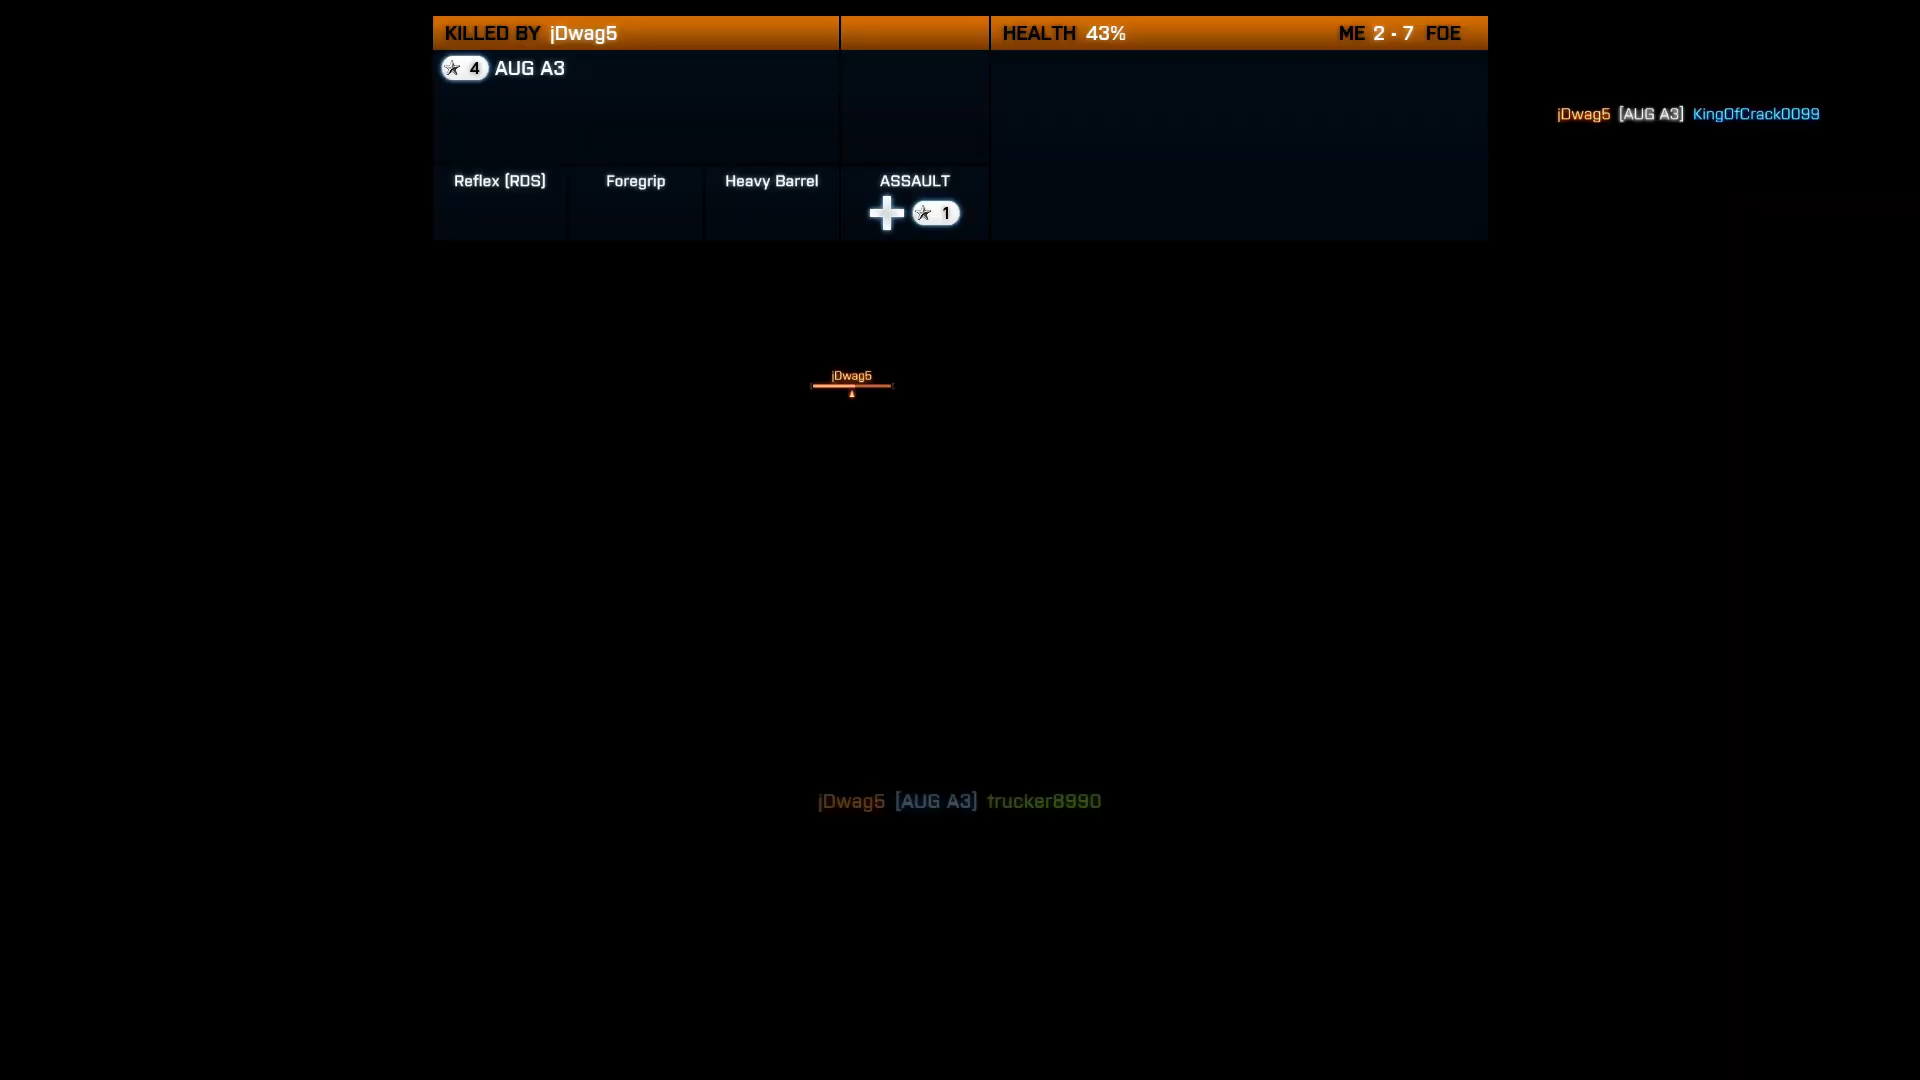 KILLED BY jDwag5 HEALTH 43% ME 2 - 7 FOE
4 AUG A3
jDwag5 [AUG A3] KingOfCrack0099
Reflex [RDS] Foregrip Heavy Barrel ASSAULT
1
jDwag5
jDwag5 [AUG A3] trucker8990